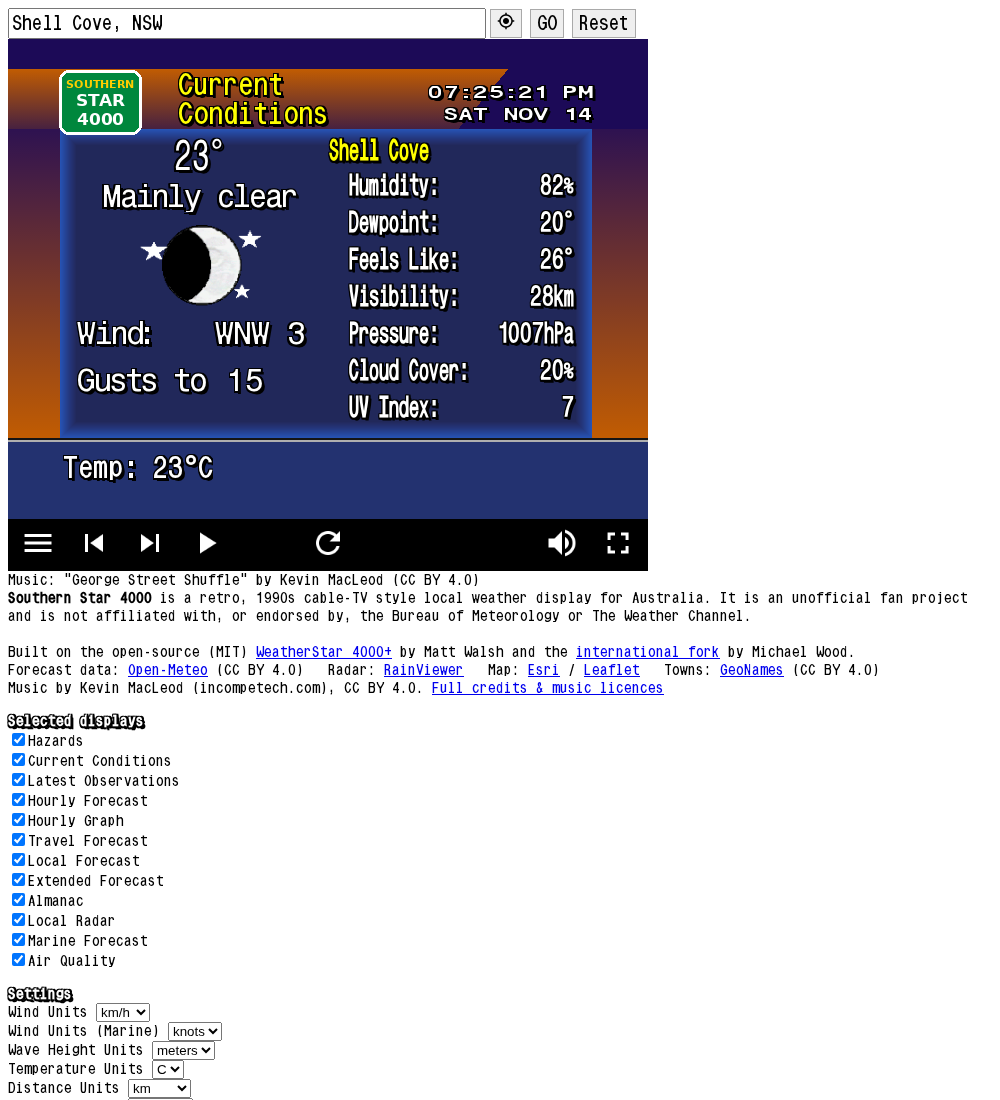 Shell Cove, NSW
GO
Reset
SOUTHERN
STAR
4000
Current
Conditions
07:25:21 PM
SAT NOV 14
23°
Mainly clear
Wind: WNW 3
Gusts to 15
Shell Cove
Humidity: 82%
Dewpoint: 20°
Feels Like: 26°
Visibility: 28km
Pressure: 1007hPa
Cloud Cover: 20%
UV Index: 7
Temp: 23°C
Music: "George Street Shuffle" by Kevin MacLeod (CC BY 4.0)
Southern Star 4000 is a retro, 1990s cable-TV style local weather display for Australia. It is an unofficial fan project
and is not affiliated with, or endorsed by, the Bureau of Meteorology or The Weather Channel.
Built on the open-source (MIT) WeatherStar 4000+ by Matt Walsh and the international fork by Michael Wood.
Forecast data: Open-Meteo (CC BY 4.0) Radar: RainViewer Map: Esri / Leaflet Towns: GeoNames (CC BY 4.0)
Music by Kevin MacLeod (incompetech.com), CC BY 4.0. Full credits & music licences
Selected displays
Hazards
Current Conditions
Latest Observations
Hourly Forecast
Hourly Graph
Travel Forecast
Local Forecast
Extended Forecast
Almanac
Local Radar
Marine Forecast
Air Quality
Settings
Wind Units km/h
Wind Units (Marine) knots
Wave Height Units meters
Temperature Units C
Distance Units km